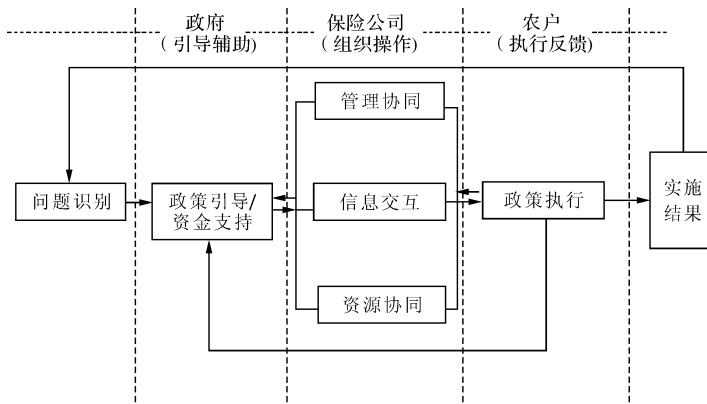 政府
（引导辅助)
保险公司
(组织操作)
农户
(执行反馈)
管理协同
问题识别
政策引导/
资金支持
信息交互
政策执行
实施
结果
资源协同